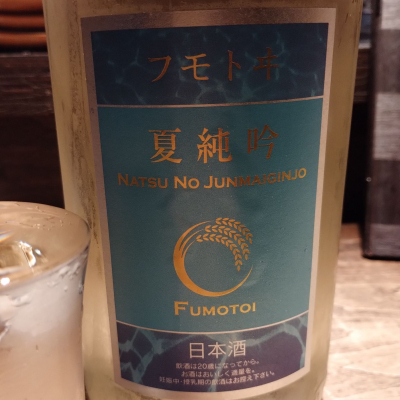 フモトヰ
夏純吟
NATSU NO JUNMAIGINJO
FUMOTOI
日本酒
飲酒は20歳になってから。
お酒はおいしく適量を。
妊娠中・授乳期の飲酒はお控え下さい。